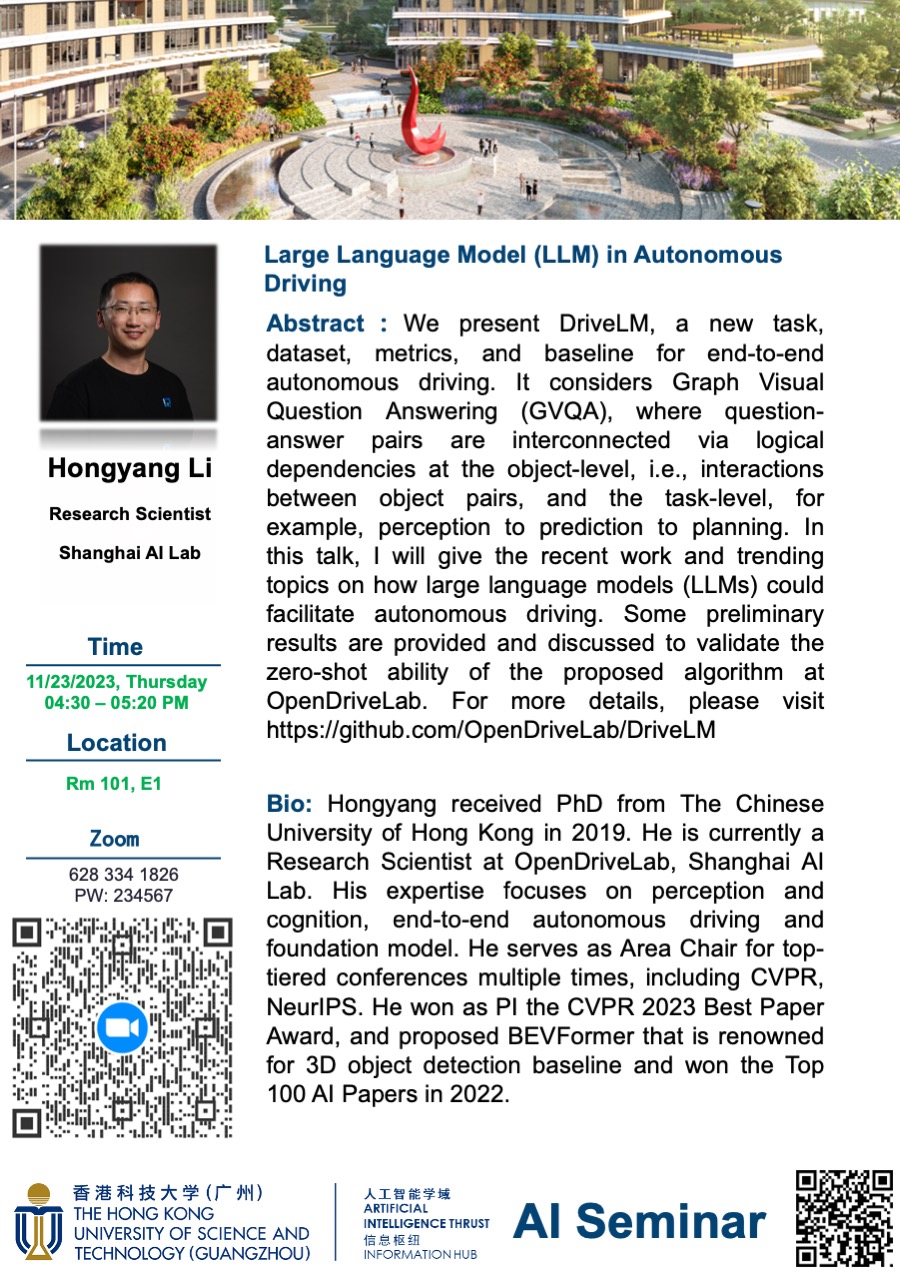 Large Language Model (LLM) in Autonomous
Driving
Abstract : We present DriveLM, a new task,
dataset, metrics, and baseline for end-to-end
autonomous driving. It considers Graph Visual
Question Answering (GVQA), where question-
answer pairs are interconnected via logical
dependencies at the object-level, i.e., interactions
between object pairs, and the task-level, for
example, perception to prediction to planning. In
this talk, I will give the recent work and trending
topics on how large language models (LLMs) could
facilitate autonomous driving. Some preliminary
results are provided and discussed to validate the
zero-shot ability of the proposed algorithm at
OpenDriveLab. For more details, please visit
https://github.com/OpenDriveLab/DriveLM
Bio: Hongyang received PhD from The Chinese
University of Hong Kong in 2019. He is currently a
Research Scientist at OpenDriveLab, Shanghai AI
Lab. His expertise focuses on perception and
cognition, end-to-end autonomous driving and
foundation model. He serves as Area Chair for top-
tiered conferences multiple times, including CVPR,
NeurIPS. He won as PI the CVPR 2023 Best Paper
Award, and proposed BEVFormer that is renowned
for 3D object detection baseline and won the Top
100 AI Papers in 2022.
Hongyang Li
Research Scientist
Shanghai AI Lab
Time
11/23/2023, Thursday
04:30 – 05:20 PM
Location
Rm 101, E1
Zoom
628 334 1826
PW: 234567
香港科技大学(广州)
THE HONG KONG
UNIVERSITY OF SCIENCE AND
TECHNOLOGY (GUANGZHOU)
人工智能学域
ARTIFICIAL
INTELLIGENCE THRUST
信息枢纽
INFORMATION HUB
AI Seminar